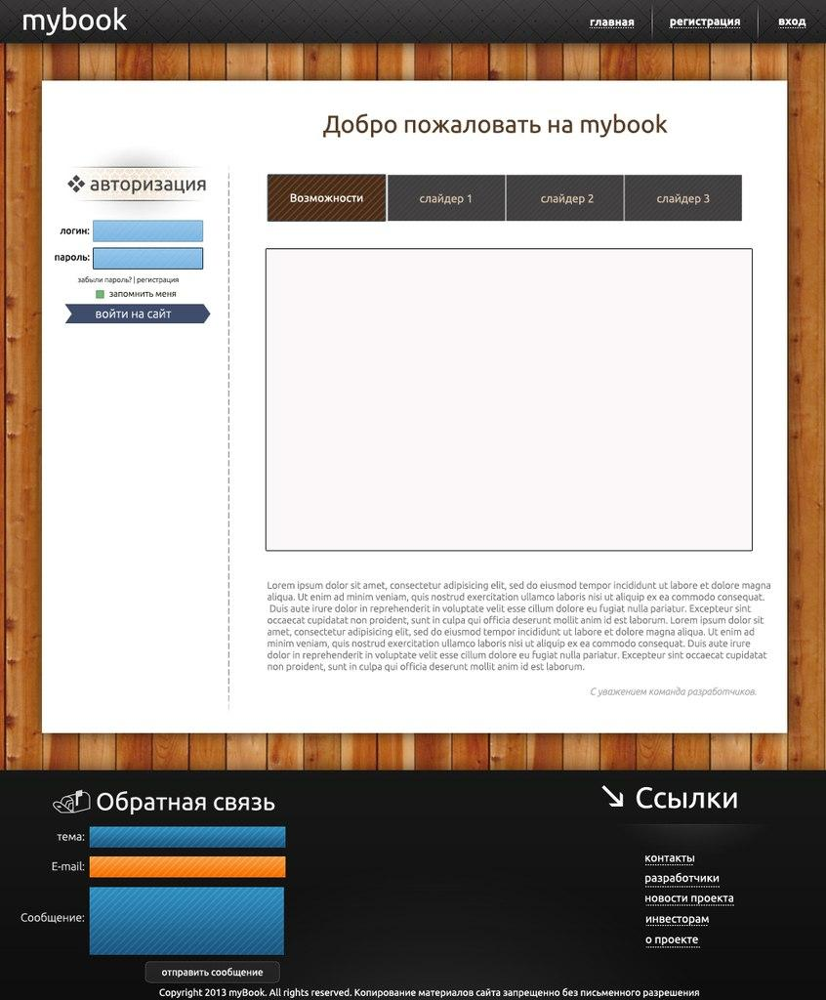 mybook
главная
регистрация
вход
Добро пожаловать на mybook
авторизация
логин:
пароль:
забыли пароль? | регистрация
запомнить меня
войти на сайт
Возможности
слайдер 1
слайдер 2
слайдер 3
Lorem ipsum dolor sit amet, consectetur adipisicing elit, sed do eiusmod tempor incididunt ut labore et dolore magna
aliqua. Ut enim ad minim veniam, quis nostrud exercitation ullamco laboris nisi ut aliquip ex ea commodo consequat.
Duis aute irure dolor in reprehenderit in voluptate velit esse cillum dolore eu fugiat nulla pariatur. Excepteur sint
occaecat cupidatat non proident, sunt in culpa qui officia deserunt mollit anim id est laborum. Lorem ipsum dolor sit
amet, consectetur adipisicing elit, sed do eiusmod tempor incididunt ut labore et dolore magna aliqua. Ut enim ad
minim veniam, quis nostrud exercitation ullamco laboris nisi ut aliquip ex ea commodo consequat. Duis aute irure
dolor in reprehenderit in voluptate velit esse cillum dolore eu fugiat nulla pariatur. Excepteur sint occaecat cupidatat
non proident, sunt in culpa qui officia deserunt mollit anim id est laborum.
С уважением команда разработчиков.
Обратная связь
тема:
E-mail:
Сообщение:
отправить сообщение
Ссылки
контакты
разработчики
новости проекта
инвесторам
о проекте
Copyright 2013 myBook. All rights reserved. Копирование материалов сайта запрещенно без письменного разрешения